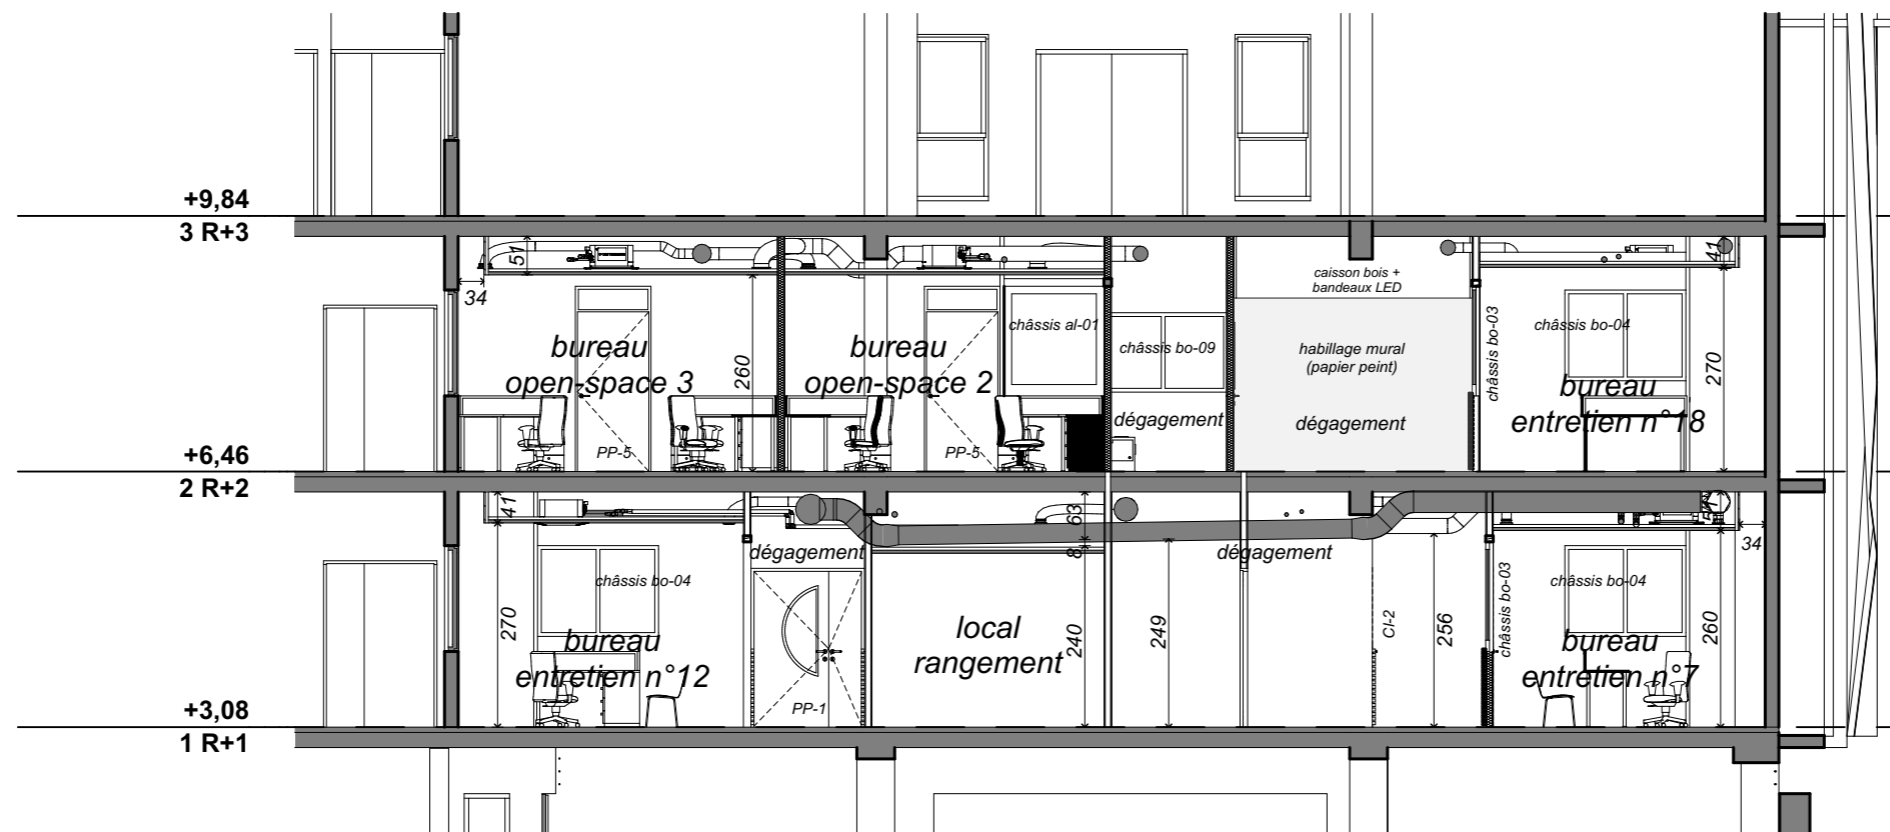 +9,84
3 R+3
51
34
41
caisson bois +
bandeaux LED
châssis al-01
châssis bo-09
habillage mural
(papier peint)
châssis bo-03
châssis bo-04
bureau
open-space 3
260
bureau
open-space 2
270
bureau
entretien n°18
dégagement
dégagement
PP-5
PP-5
+6,46
2 R+2
41
63
8
34
dégagement
dégagement
châssis bo-04
châssis bo-03
châssis bo-04
270
bureau
entretien n°12
local
rangement
240
249
CI-2
256
bureau
entretien n°7
260
PP-1
+3,08
1 R+1